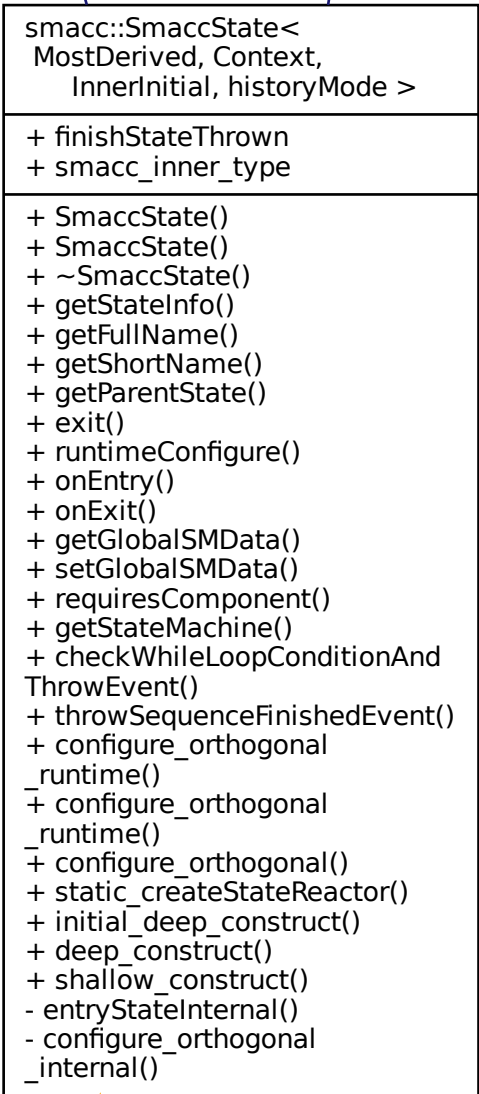 smacc::SmaccState<
MostDerived, Context,
InnerInitial, historyMode >
+ finishStateThrown
+ smacc_inner_type
+ SmaccState()
+ SmaccState()
+ ~SmaccState()
+ getStateInfo()
+ getFullName()
+ getShortName()
+ getParentState()
+ exit()
+ runtimeConfigure()
+ onEntry()
+ onExit()
+ getGlobalSMData()
+ setGlobalSMData()
+ requiresComponent()
+ getStateMachine()
+ checkWhileLoopConditionAnd
ThrowEvent()
+ throwSequenceFinishedEvent()
+ configure_orthogonal
_runtime()
+ configure_orthogonal
_runtime()
+ configure_orthogonal()
+ static_createStateReactor()
+ initial_deep_construct()
+ deep_construct()
+ shallow_construct()
- entryStateInternal()
- configure_orthogonal
_internal()